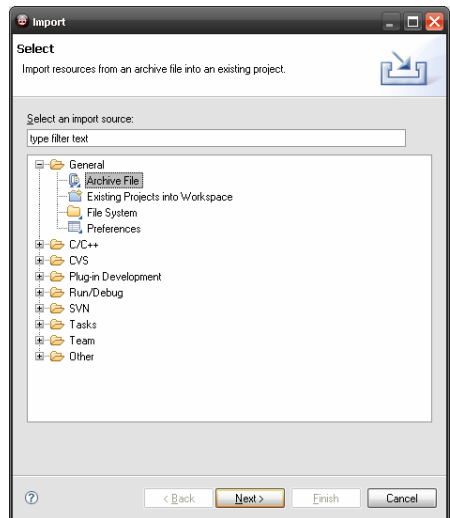 Import
Select
Import resources from an archive file into an existing project.
Select an import source:
type filter text
General
Archive File
Existing Projects into Workspace
File System
Preferences
C/C++
CVS
Plug-in Development
Run/Debug
SVN
Tasks
Team
Other
? < Back Next > Finish Cancel